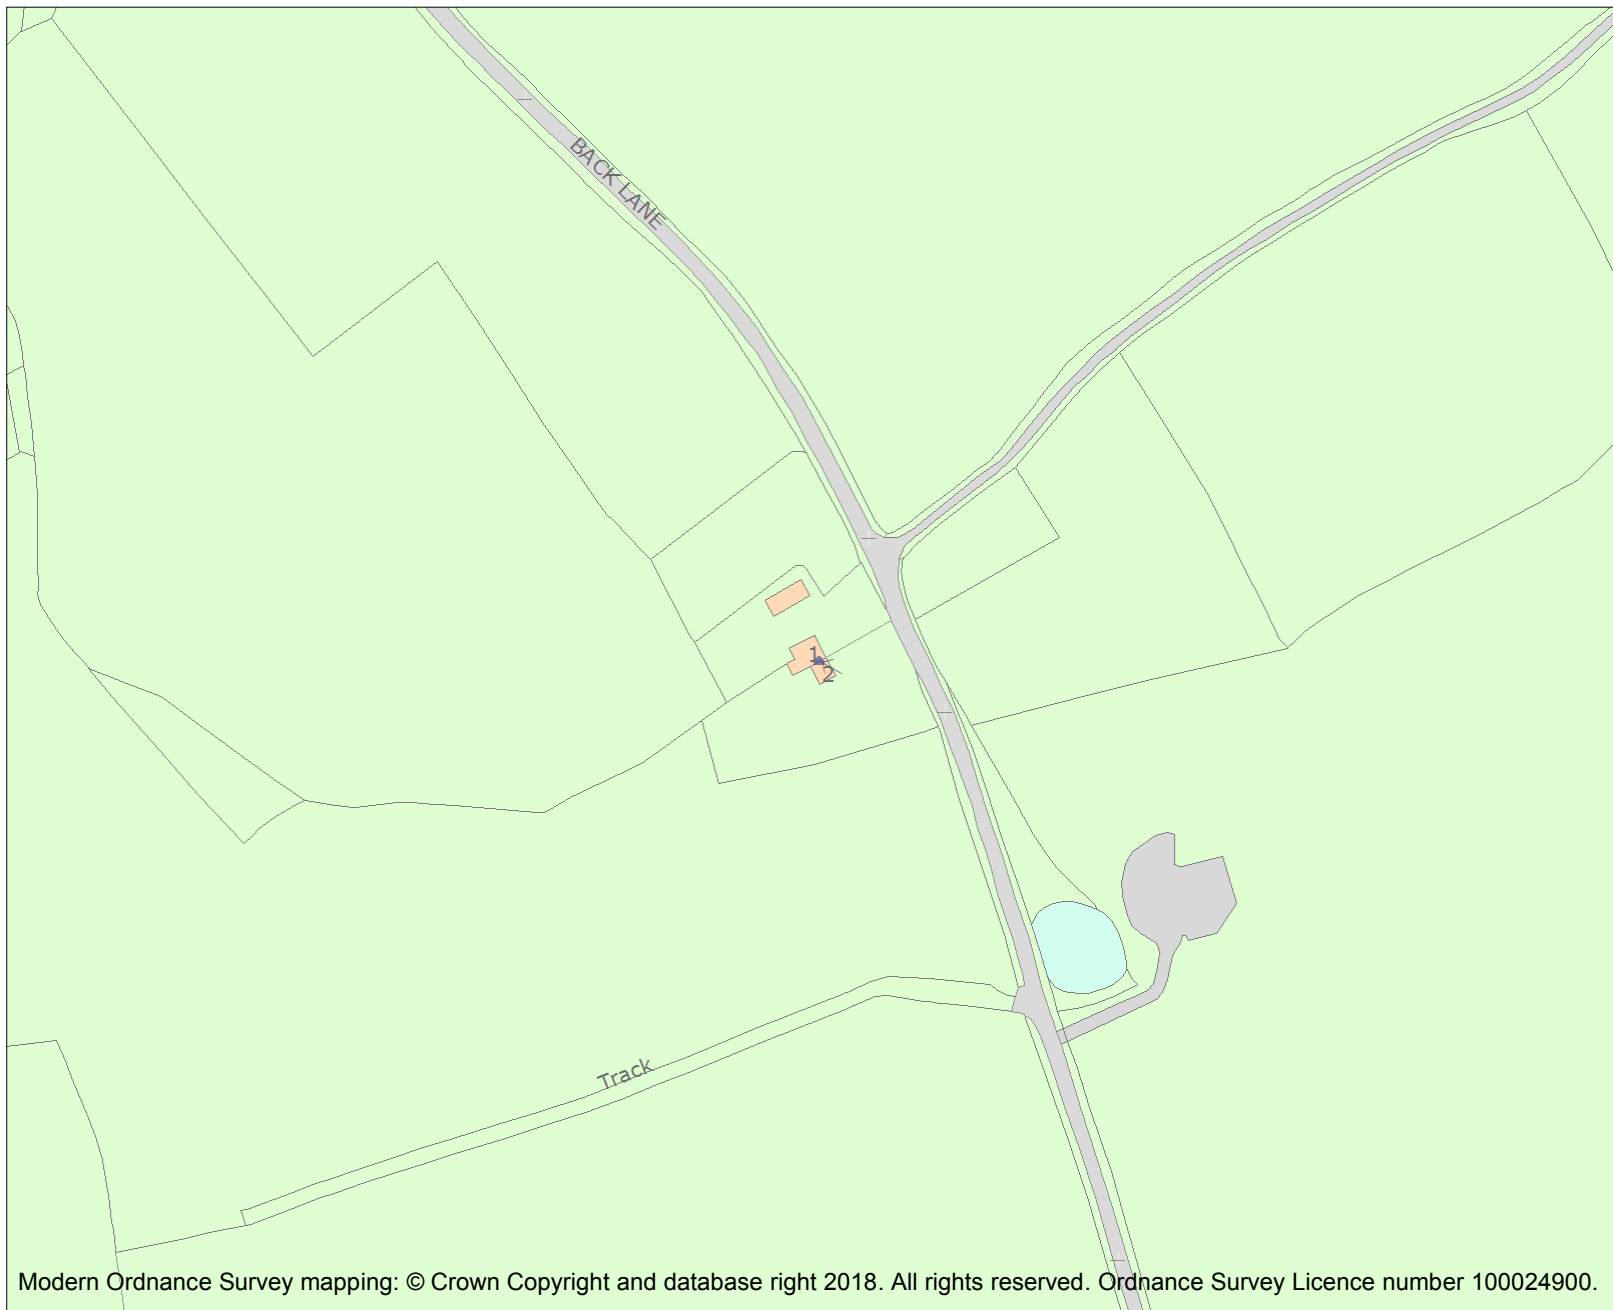 BACK LANE
1
2
Track
Modern Ordnance Survey mapping: © Crown Copyright and database right 2018. All rights reserved. Ordnance Survey Licence number 100024900.